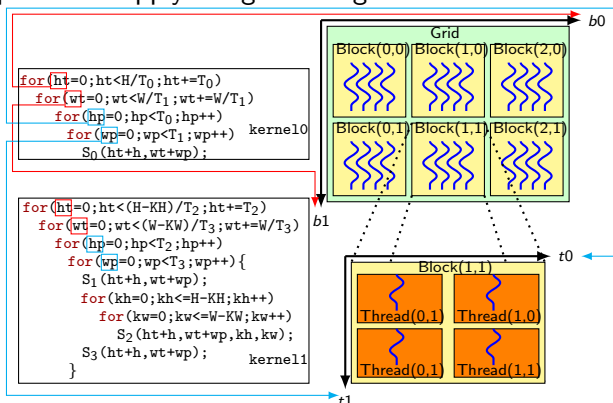 for(ht=0;ht<H/T0;ht+=T0)
for(wt=0;wt<W/T1;wt+=W/T1)
for(hp=0;hp<T0;hp++)
for(wp=0;wp<T1;wp++)
S0(ht+h,wt+wp);
kernel0
for(ht=0;wt<(H-KH)/T2;ht+=T2)
for(wt=0;wt<(W-KW)/T3;wt+=W/T3)
for(hp=0;hp<T2;hp++)
for(wp=0;wp<T3;wp++){
S1(ht+h,wt+wp);
for(kh=0;kh<=H-KH;kh++)
for(kw=0;kw<=W-KW;kw++)
S2(ht+h,wt+wp,kh,kw);
S3(ht+h,wt+wp);
}
kernel1
b0
Grid
Block(0,0) Block(1,0) Block(2,0)
Block(0,1) Block(1,1) Block(2,1)
b1
t0
Block(1,1)
Thread(0,1) Thread(1,0)
Thread(0,1) Thread(1,1)
t1